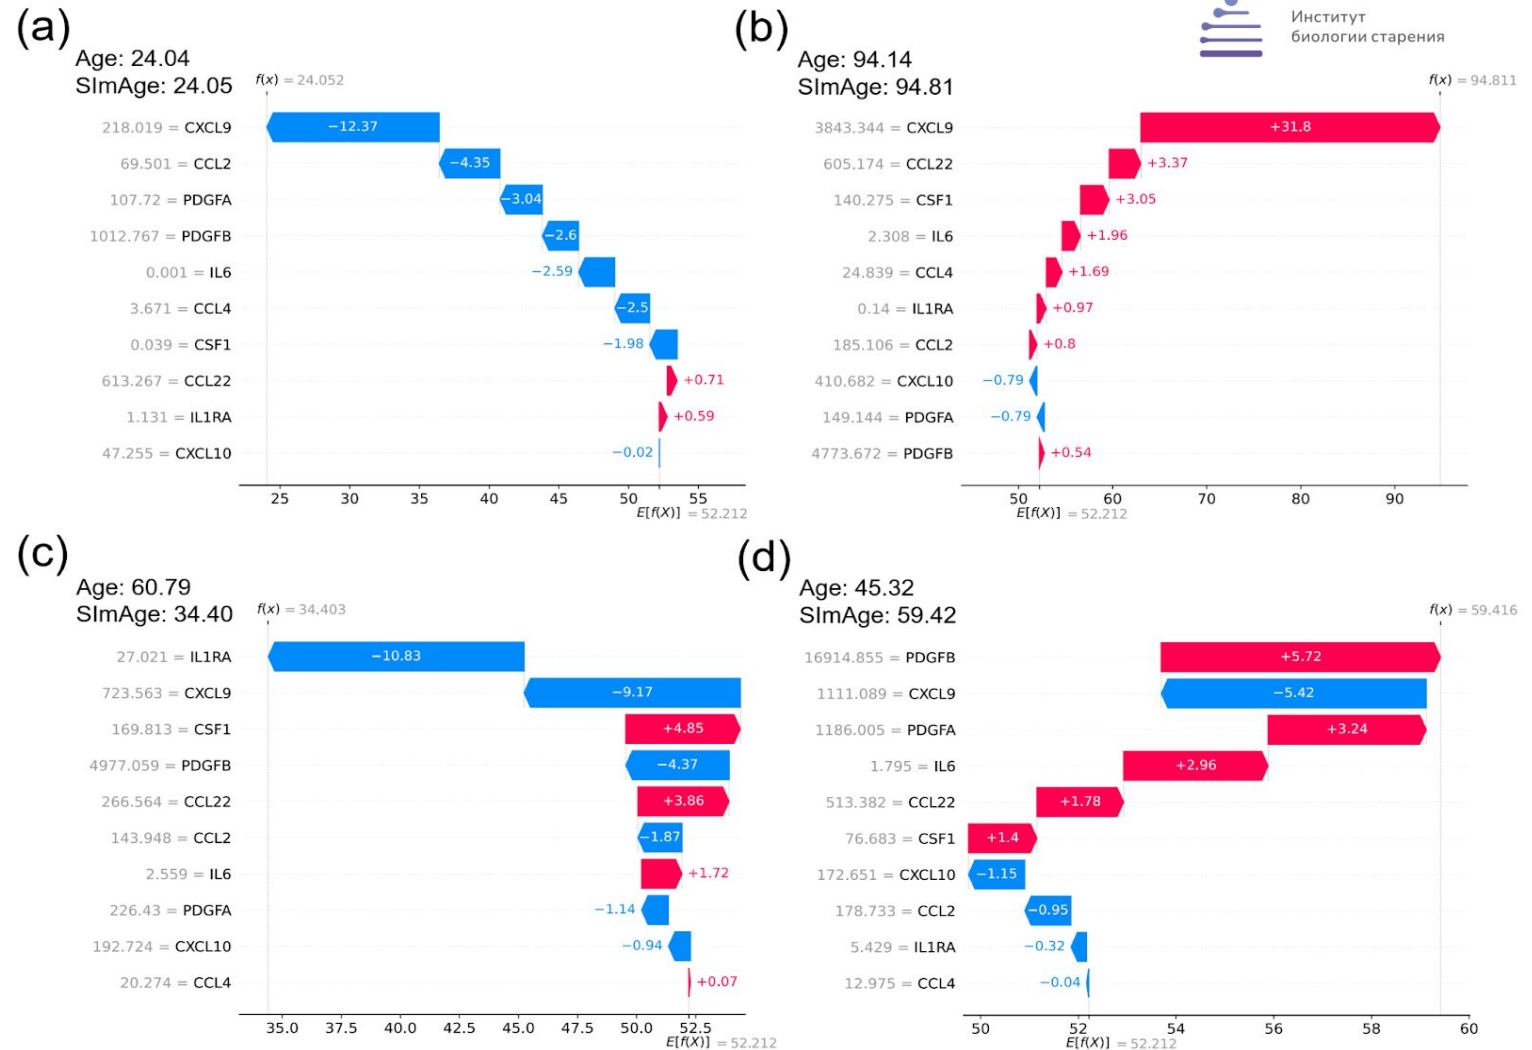 (a)
Age: 24.04
SImAge: 24.05
f(x) = 24.052
218.019 = CXCL9 −12.37
69.501 = CCL2 −4.35
107.72 = PDGFA −3.04
1012.767 = PDGFB −2.6
0.001 = IL6 −2.59
3.671 = CCL4 −2.5
0.039 = CSF1 −1.98
613.267 = CCL22 +0.71
1.131 = IL1RA +0.59
47.255 = CXCL10 −0.02
25 30 35 40 45 50 55
E[f(X)] = 52.212
(b)
Институт
биологии старения
Age: 94.14
SImAge: 94.81
f(x) = 94.811
3843.344 = CXCL9 +31.8
605.174 = CCL22 +3.37
140.275 = CSF1 +3.05
2.308 = IL6 +1.96
24.839 = CCL4 +1.69
0.14 = IL1RA +0.97
185.106 = CCL2 +0.8
410.682 = CXCL10 −0.79
149.144 = PDGFA −0.79
4773.672 = PDGFB +0.54
50 60 70 80 90
E[f(X)] = 52.212
(c)
Age: 60.79
SImAge: 34.40
f(x) = 34.403
27.021 = IL1RA −10.83
723.563 = CXCL9 −9.17
169.813 = CSF1 +4.85
4977.059 = PDGFB −4.37
266.564 = CCL22 +3.86
143.948 = CCL2 −1.87
2.559 = IL6 +1.72
226.43 = PDGFA −1.14
192.724 = CXCL10 −0.94
20.274 = CCL4 +0.07
35.0 37.5 40.0 42.5 45.0 47.5 50.0 52.5
E[f(X)] = 52.212
(d)
Age: 45.32
SImAge: 59.42
f(x) = 59.416
16914.855 = PDGFB +5.72
1111.089 = CXCL9 −5.42
1186.005 = PDGFA +3.24
1.795 = IL6 +2.96
513.382 = CCL22 +1.78
76.683 = CSF1 +1.4
172.651 = CXCL10 −1.15
178.733 = CCL2 −0.95
5.429 = IL1RA −0.32
12.975 = CCL4 −0.04
50 52 54 56 58 60
E[f(X)] = 52.212